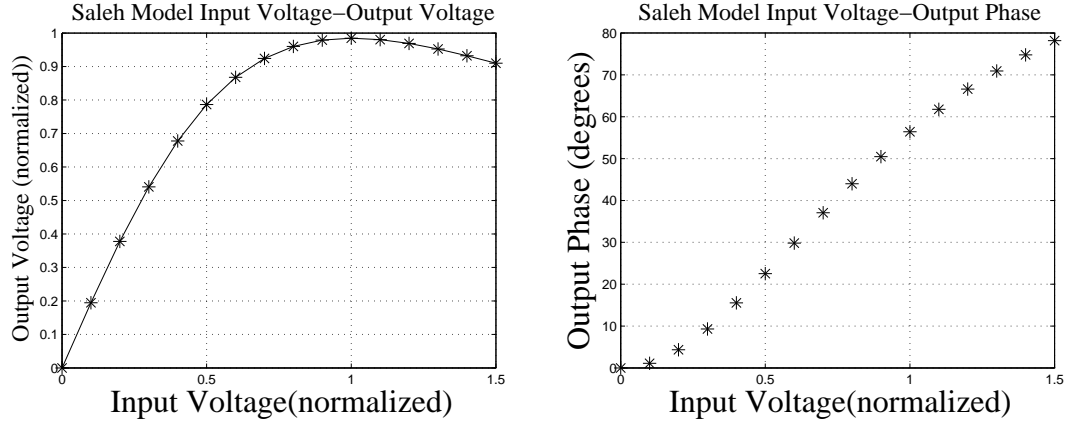 Saleh Model Input Voltage−Output Voltage
Output Voltage (normalized))
1
0.9
0.8
0.7
0.6
0.5
0.4
0.3
0.2
0.1
0
0 0.5 1 1.5
Input Voltage(normalized)
Saleh Model Input Voltage−Output Phase
Output Phase (degrees)
80
70
60
50
40
30
20
10
0
0 0.5 1 1.5
Input Voltage(normalized)